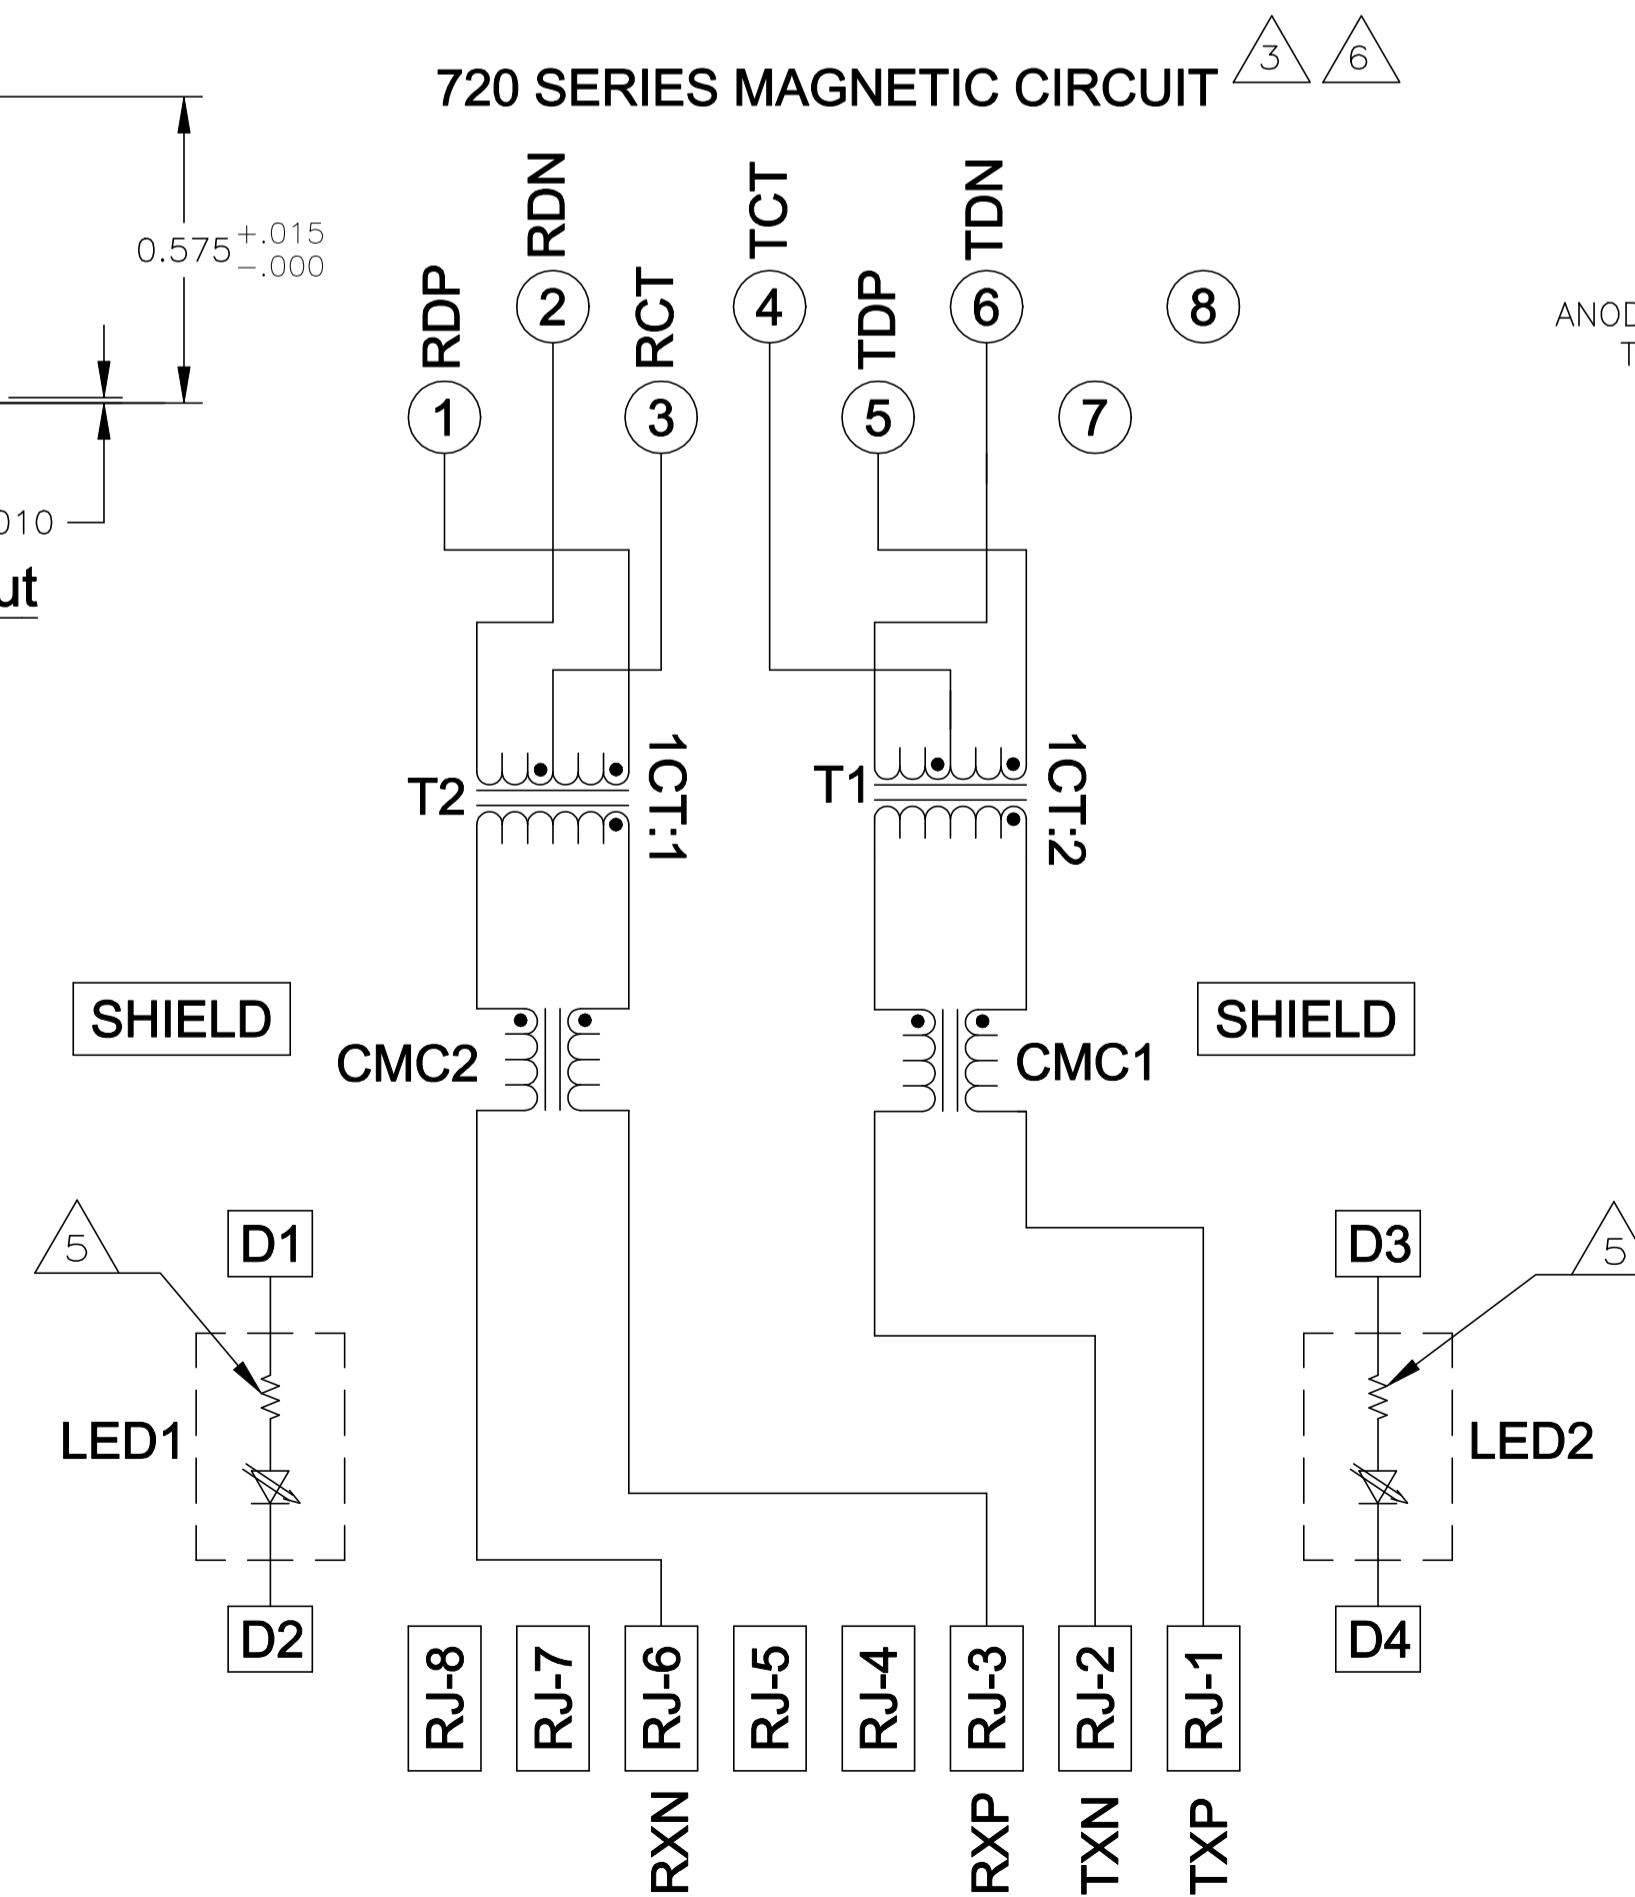 720 SERIES MAGNETIC CIRCUIT
3
6
0.575
+.015
-.000
010
ut
RDP
RDN
RCT
TCT
TDP
TDN
1
2
3
4
5
6
7
8
ANOD
T
T2
1CT:1
T1
1CT:2
SHIELD
CMC2
CMC1
SHIELD
5
D1
LED1
D2
D3
5
LED2
D4
RJ-8
RJ-7
RJ-6
RJ-5
RJ-4
RJ-3
RJ-2
RJ-1
RXN
RXP
TXN
TXP